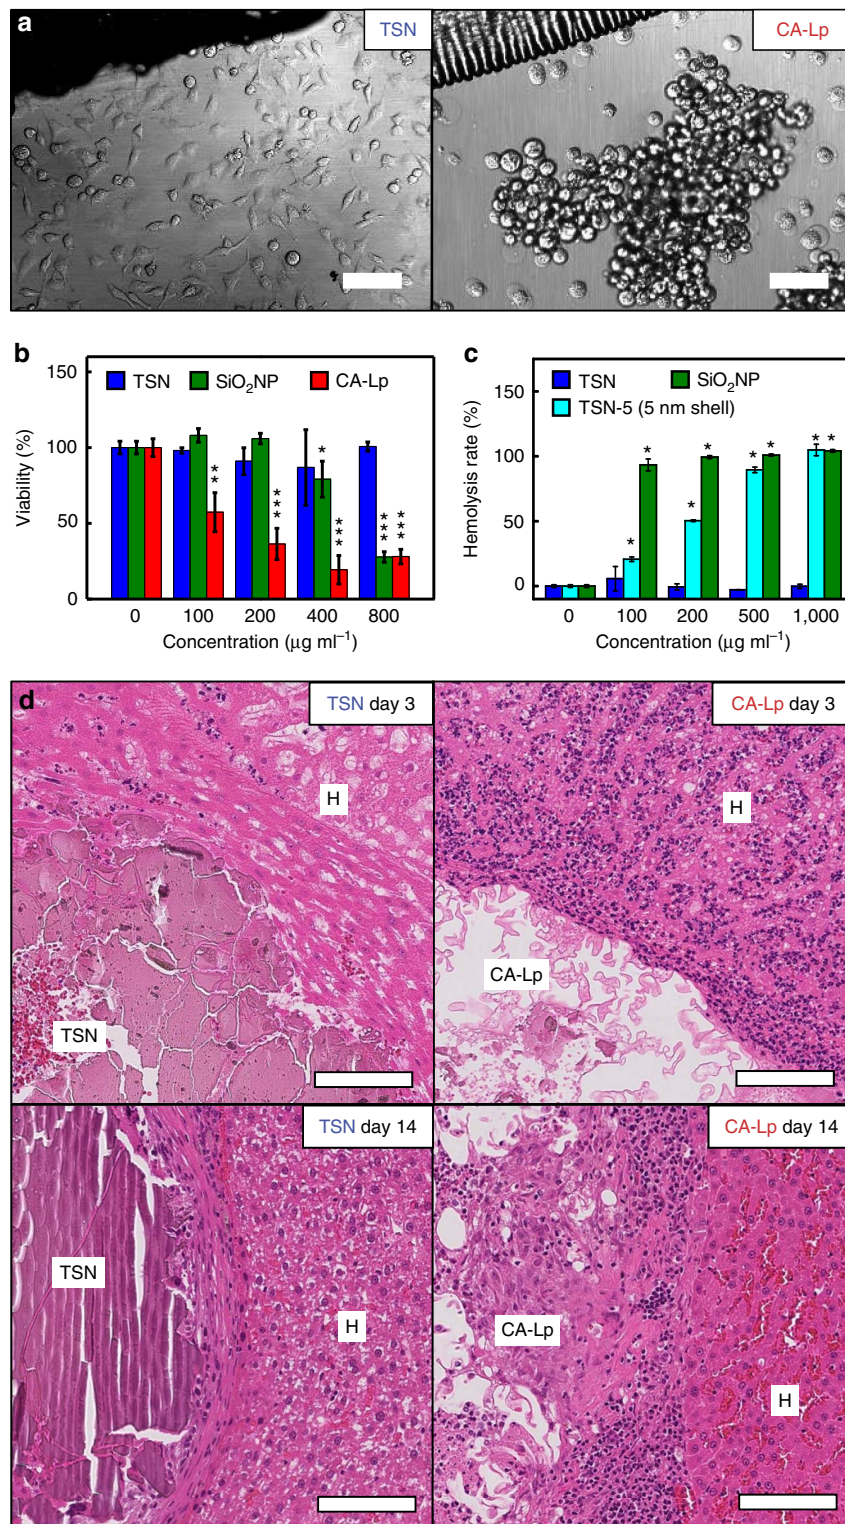 a
TSN
CA-Lp
b
150
100
50
0
Viability (%)
TSN
SiO₂NP
CA-Lp
**
***
*
***
***
***
0
100
200
400
800
Concentration (μg ml⁻¹)
c
150
100
50
0
Hemolysis rate (%)
TSN
SiO₂NP
TSN-5 (5 nm shell)
*
*
*
*
*
*
*
*
0
100
200
500
1,000
Concentration (μg ml⁻¹)
d
TSN day 3
H
TSN
CA-Lp day 3
H
CA-Lp
TSN day 14
TSN
H
CA-Lp day 14
CA-Lp
H